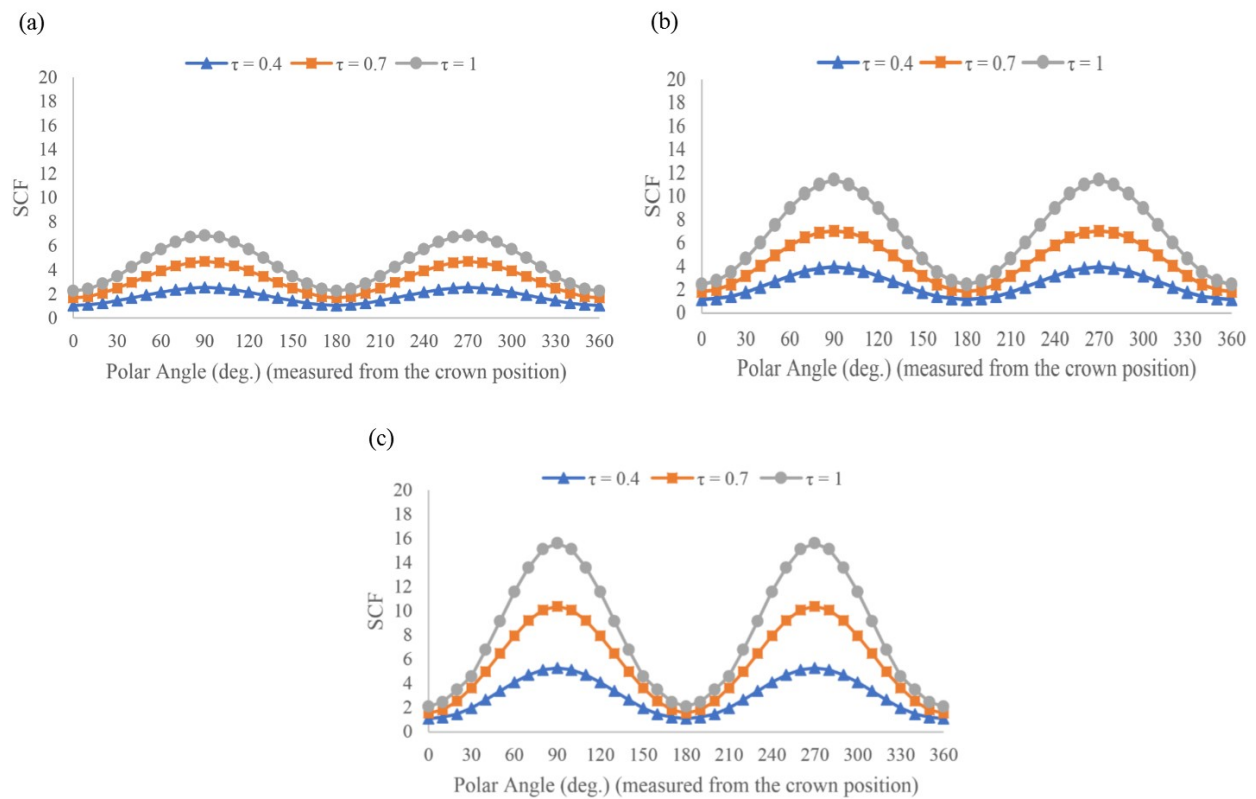 (a)
τ = 0.4 τ = 0.7 τ = 1
20
18
16
14
12
10
8
6
4
2
0
SCF
0 30 60 90 120 150 180 210 240 270 300 330 360
Polar Angle (deg.) (measured from the crown position)
(b)
τ = 0.4 τ = 0.7 τ = 1
20
18
16
14
12
10
8
6
4
2
0
SCF
0 30 60 90 120 150 180 210 240 270 300 330 360
Polar Angle (deg.) (measured from the crown position)
(c)
τ = 0.4 τ = 0.7 τ = 1
20
18
16
14
12
10
8
6
4
2
0
SCF
0 30 60 90 120 150 180 210 240 270 300 330 360
Polar Angle (deg.) (measured from the crown position)